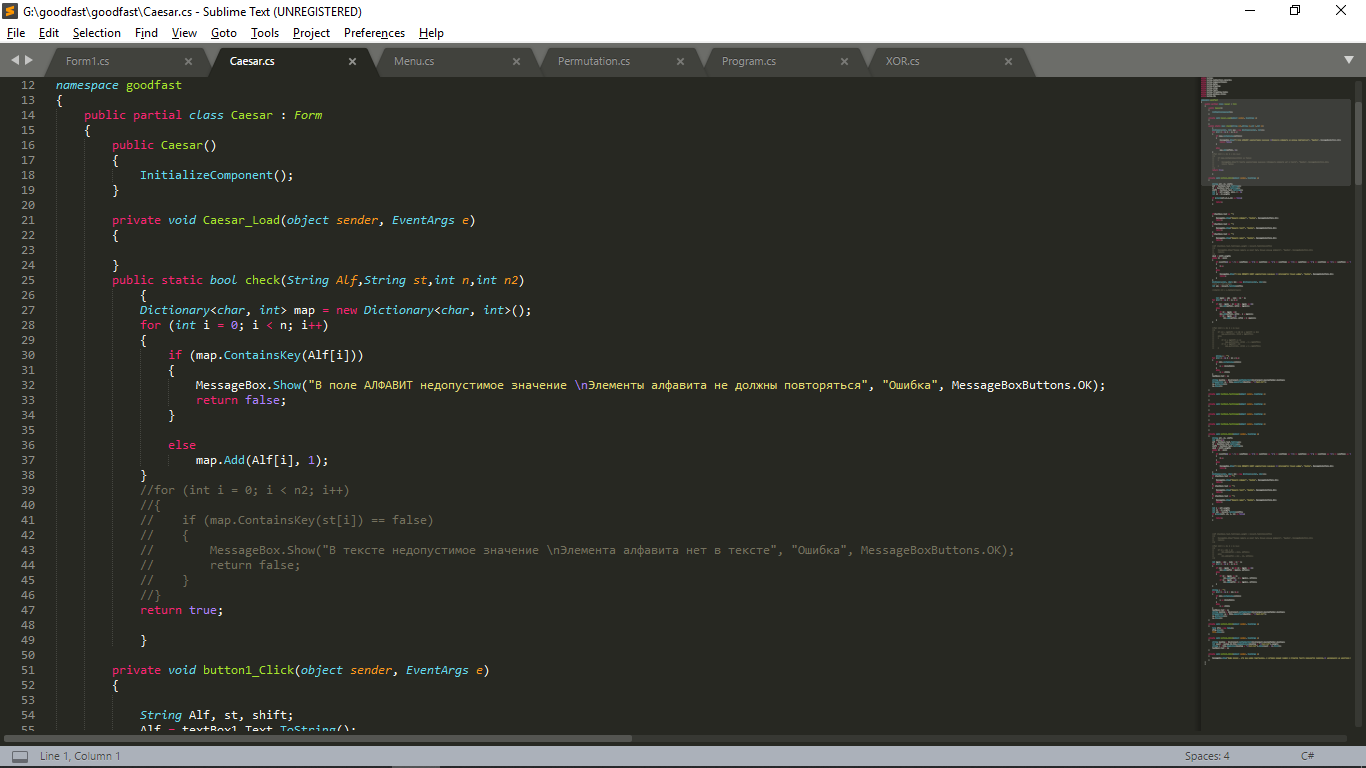 G:\goodfast\goodfast\Caesar.cs - Sublime Text (UNREGISTERED)
File Edit Selection Find View Goto Tools Project Preferences Help
Form1.cs Caesar.cs Menu.cs Permutation.cs Program.cs XOR.cs
12 namespace goodfast
13 {
14 public partial class Caesar : Form
15 {
16 public Caesar()
17 {
18 InitializeComponent();
19 }
20
21 private void Caesar_Load(object sender, EventArgs e)
22 {
23
24 }
25 public static bool check(String Alf,String st,int n,int n2)
26 {
27 Dictionary<char, int> map = new Dictionary<char, int>();
28 for (int i = 0; i < n; i++)
29 {
30 if (map.ContainsKey(Alf[i]))
31 {
32 MessageBox.Show("В поле АЛФАВИТ недопустимое значение \nЭлементы алфавита не должны повторяться", "Ошибка", MessageBoxButtons.OK);
33 return false;
34 }
35
36 else
37 map.Add(Alf[i], 1);
38 }
39 //for (int i = 0; i < n2; i++)
40 //{
41 // if (map.ContainsKey(st[i]) == false)
42 // {
43 // MessageBox.Show("В тексте недопустимое значение \nЭлемента алфавита нет в тексте", "Ошибка", MessageBoxButtons.OK);
44 // return false;
45 // }
46 //}
47 return true;
48
49 }
50
51 private void button1_Click(object sender, EventArgs e)
52 {
53
54 String Alf, st, shift;
55 Alf = textBox1.Text.ToString();
Line 1, Column 1 Spaces: 4 C#